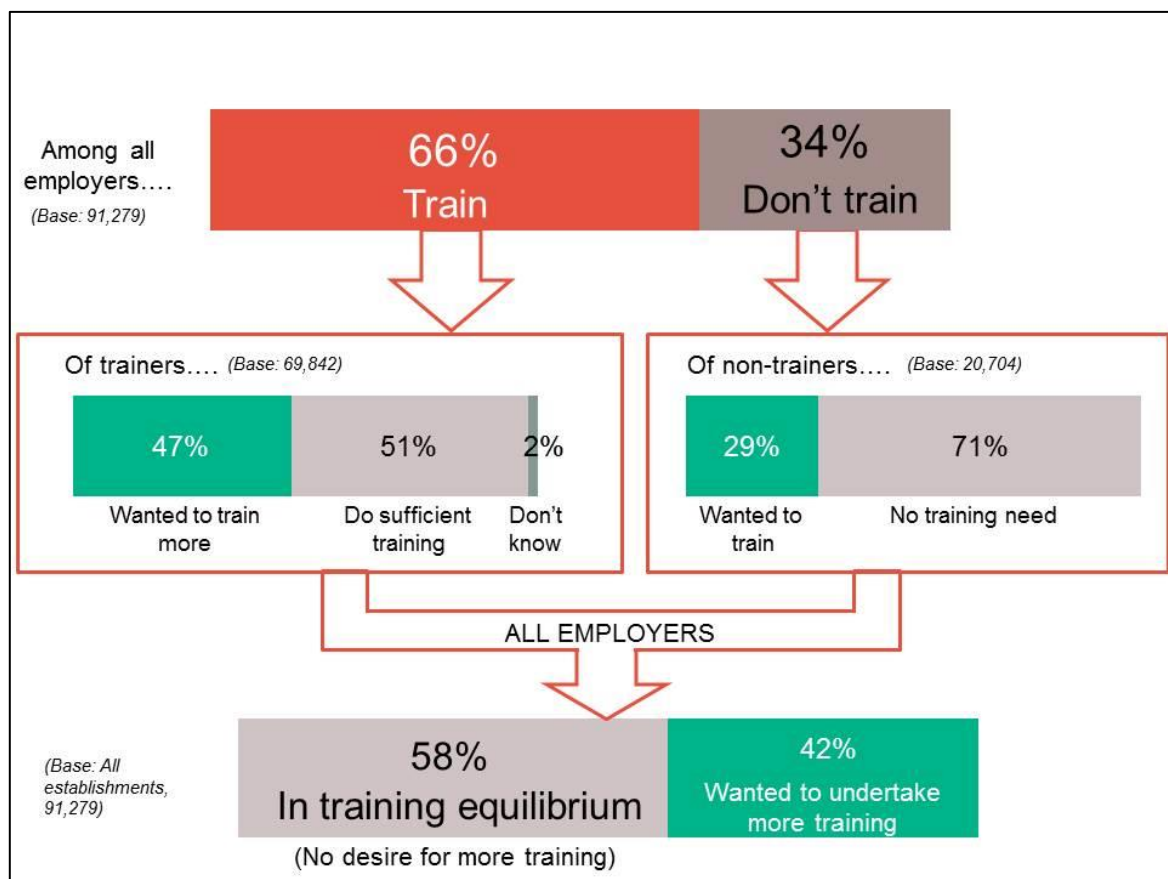 Among all
employers….
(Base: 91,279)
66%
Train
34%
Don't train
Of trainers…. (Base: 69,842)
47%
51%
2%
Wanted to train
more
Do sufficient
training
Don't
know
Of non-trainers…. (Base: 20,704)
29%
71%
Wanted to
train
No training need
ALL EMPLOYERS
(Base: All
establishments,
91,279)
58%
In training equilibrium
(No desire for more training)
42%
Wanted to undertake
more training